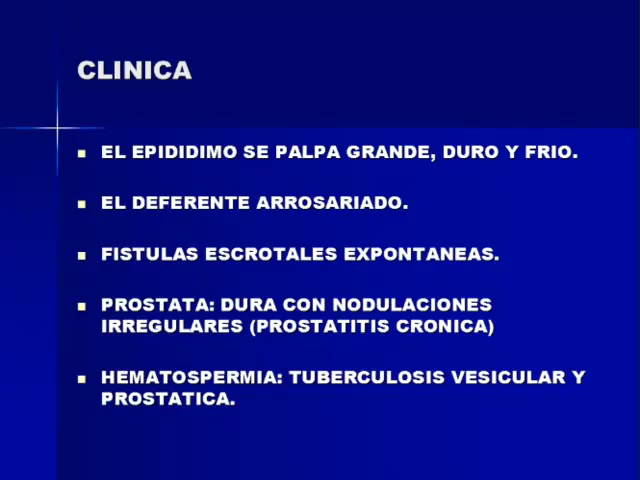 CLINICA
EL EPIDIDIMO SE PALPA GRANDE, DURO Y FRIO.
EL DEFERENTE ARROSARIADO.
FISTULAS ESCROTALES EXPONTANEAS.
PROSTATA: DURA CON NODULACIONES
IRREGULARES (PROSTATITIS CRONICA)
HEMATOSPERMIA: TUBERCULOSIS VESICULAR Y
PROSTATICA.